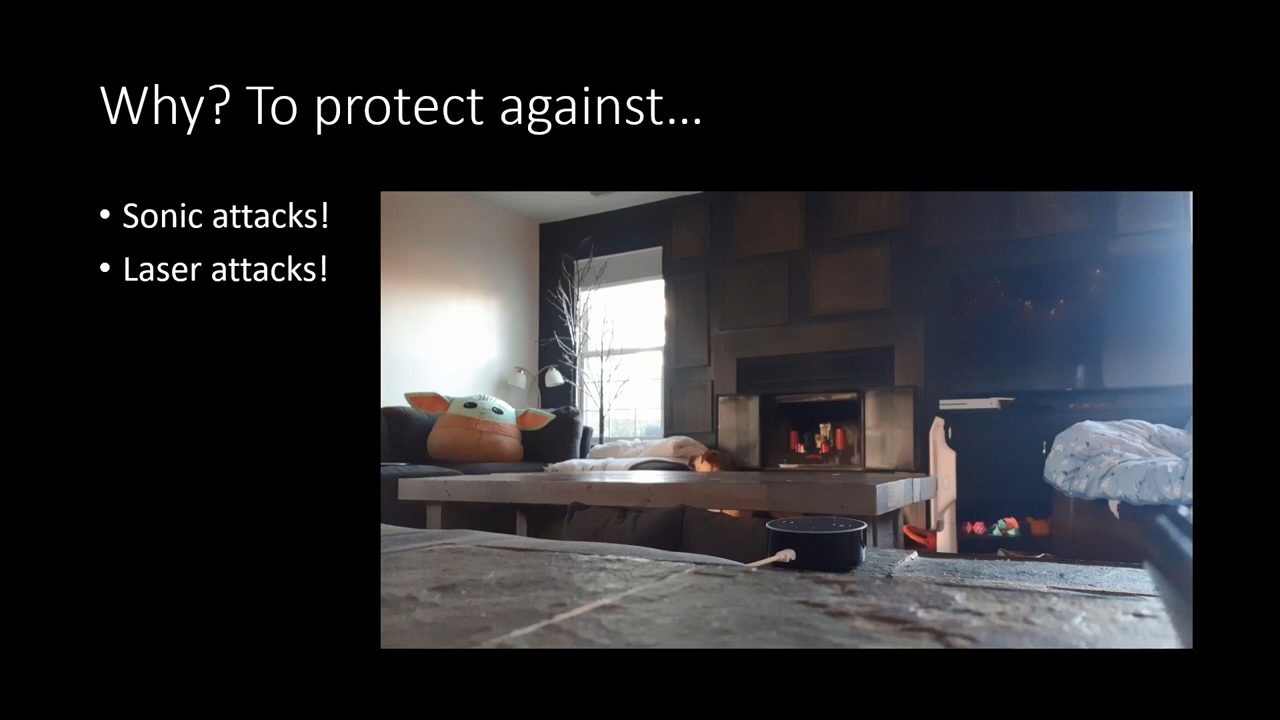 Why? To protect against…
• Sonic attacks!
• Laser attacks!